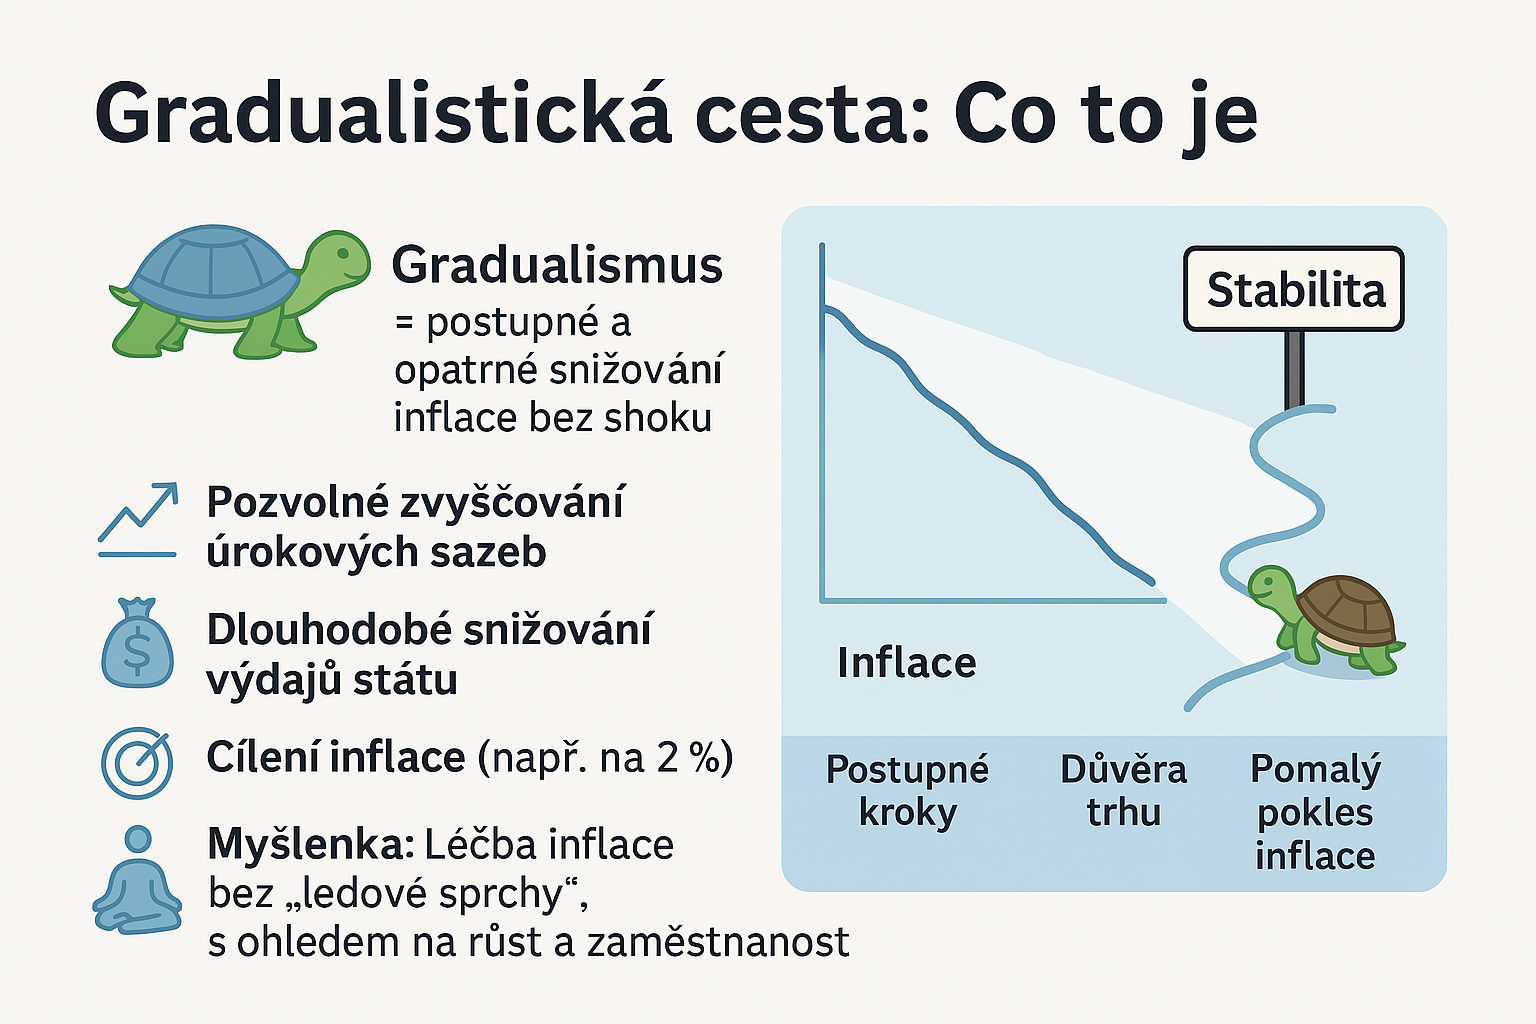 Gradualistická cesta: Co to je
Gradualismus
= postupné a
opatrné snižování
inflace bez shoku
Pozvolné zvyščování
úrokových sazeb
$
Dlouhodobé snižování
výdajů státu
Cílení inflace (např. na 2 %)
Myšlenka: Léčba inflace
bez „ledové sprchy“,
s ohledem na růst a zaměstnanost
Stabilita
Inflace
Postupné
kroky
Důvěra
trhu
Pomalý
pokles
inflace